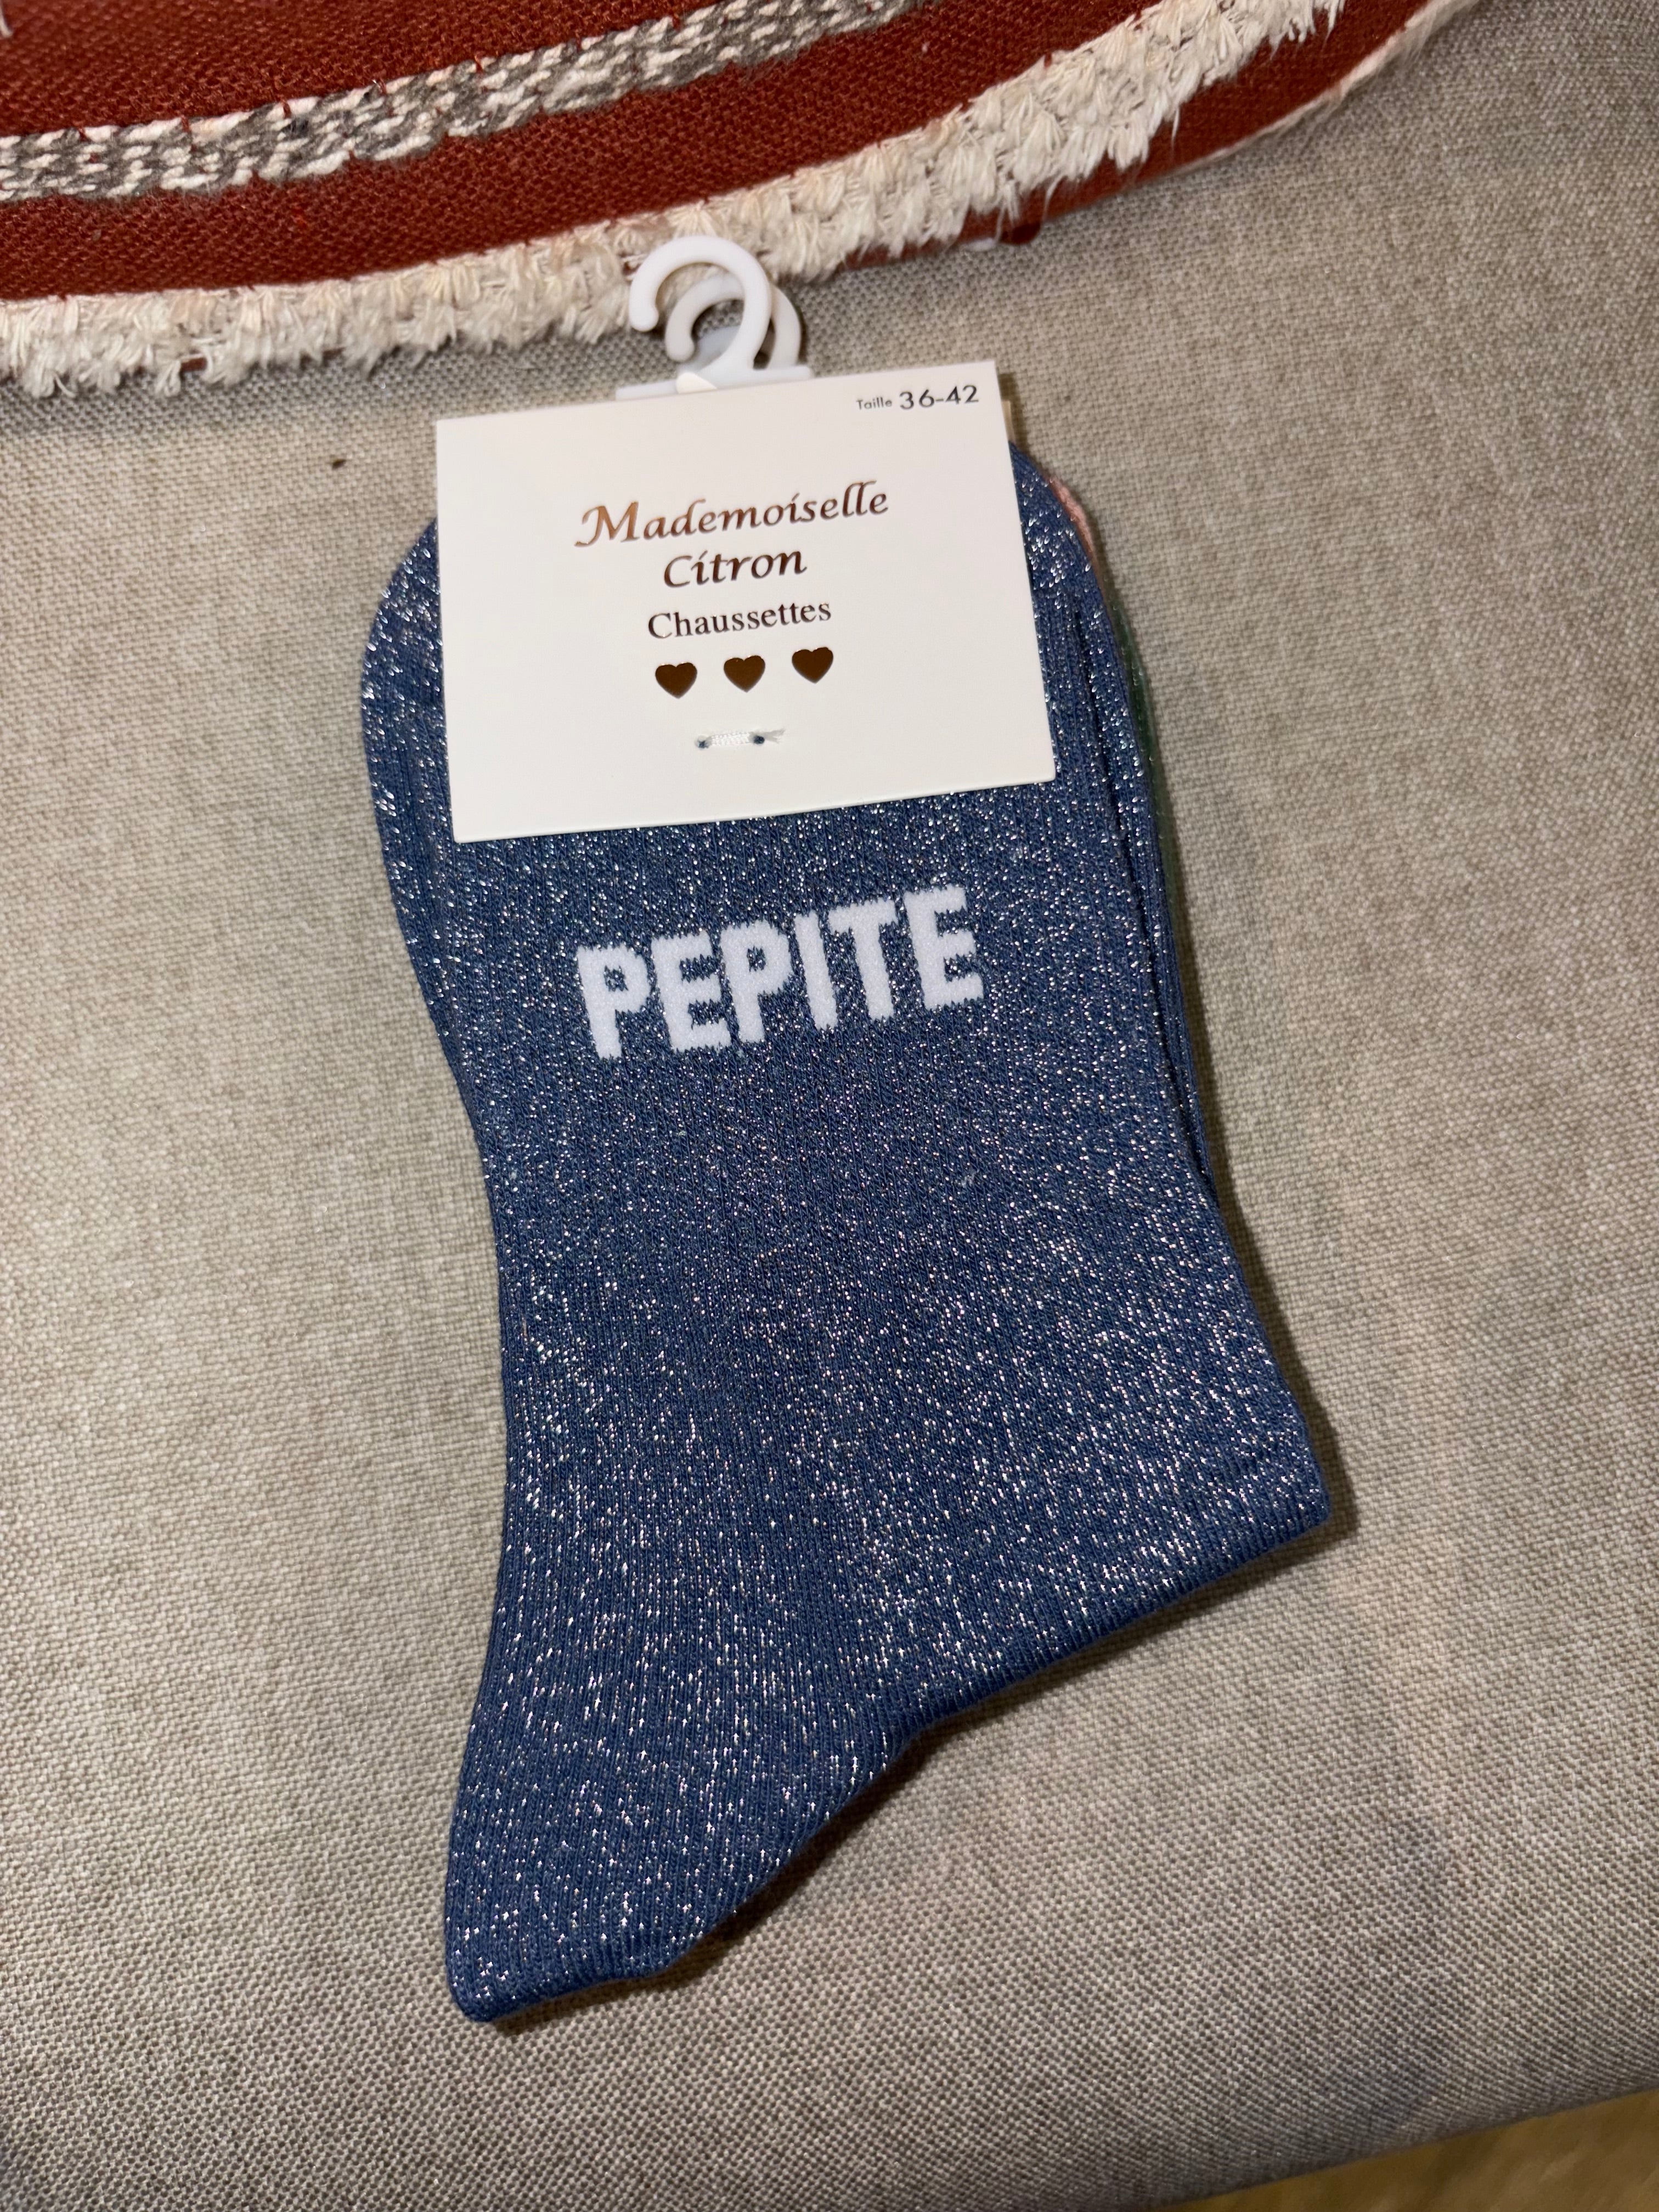 Taille 36-42
Mademoiselle
Citron
Chaussettes
PEPITE